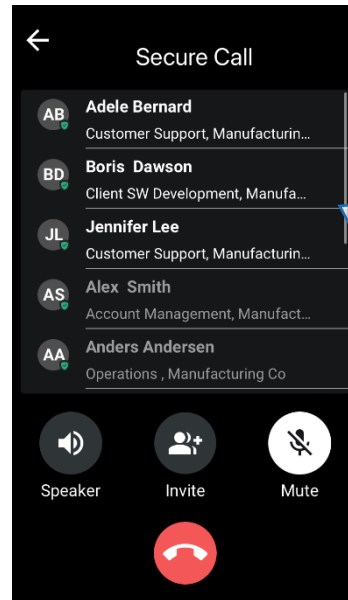 Secure Call
AB
Adele Bernard
Customer Support, Manufacturin...
BD
Boris Dawson
Client SW Development, Manufa...
JL
Jennifer Lee
Customer Support, Manufacturin...
AS
Alex Smith
Account Management, Manufact...
AA
Anders Andersen
Operations , Manufacturing Co
Speaker Invite Mute